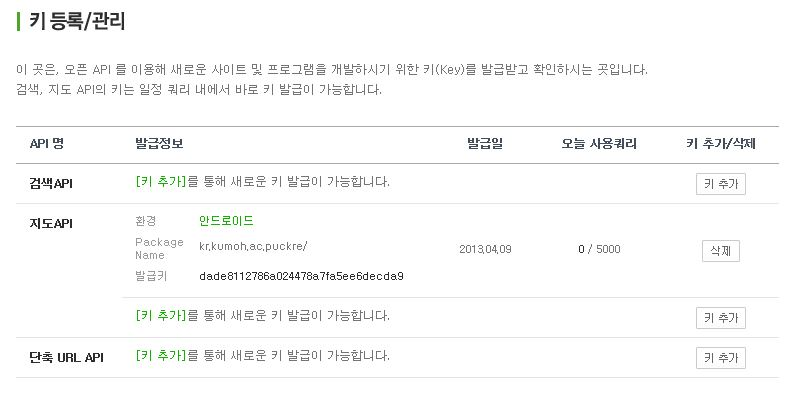 키 등록/관리
이 곳은, 오픈 API 를 이용해 새로운 사이트 및 프로그램을 개발하시기 위한 키(Key)를 발급받고 확인하시는 곳입니다.
검색, 지도 API의 키는 일정 쿼리 내에서 바로 키 발급이 가능합니다.
API 명 발급정보 발급일 오늘 사용쿼리 키 추가/삭제
검색API [키 추가]를 통해 새로운 키 발급이 가능합니다. 키 추가
지도API 환경 안드로이드
Package Name kr.kumoh.ac.puckre/ 2013.04.09 0 / 5000 삭제
발급키 dade8112786a024478a7fa5ee6decda9
[키 추가]를 통해 새로운 키 발급이 가능합니다. 키 추가
단축 URL API [키 추가]를 통해 새로운 키 발급이 가능합니다. 키 추가